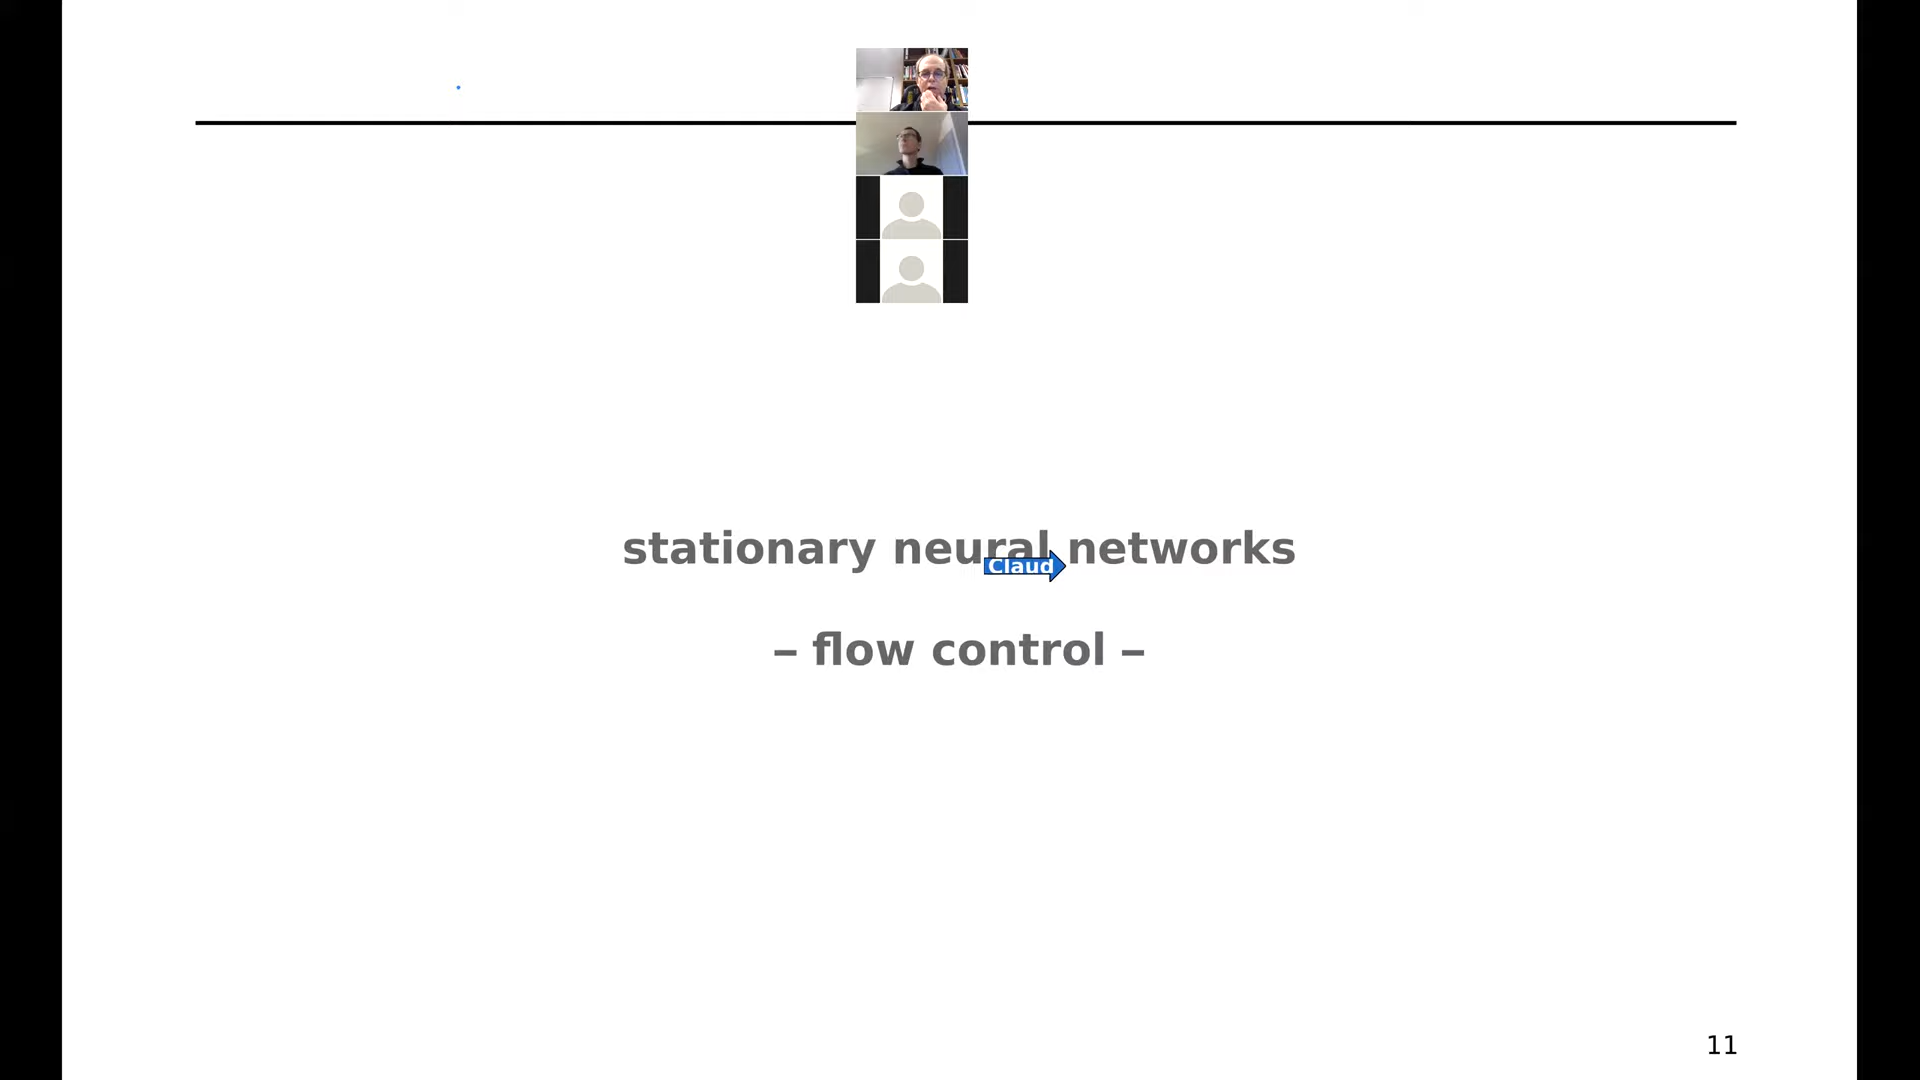 stationary neural networks
Claud
– flow control –
11